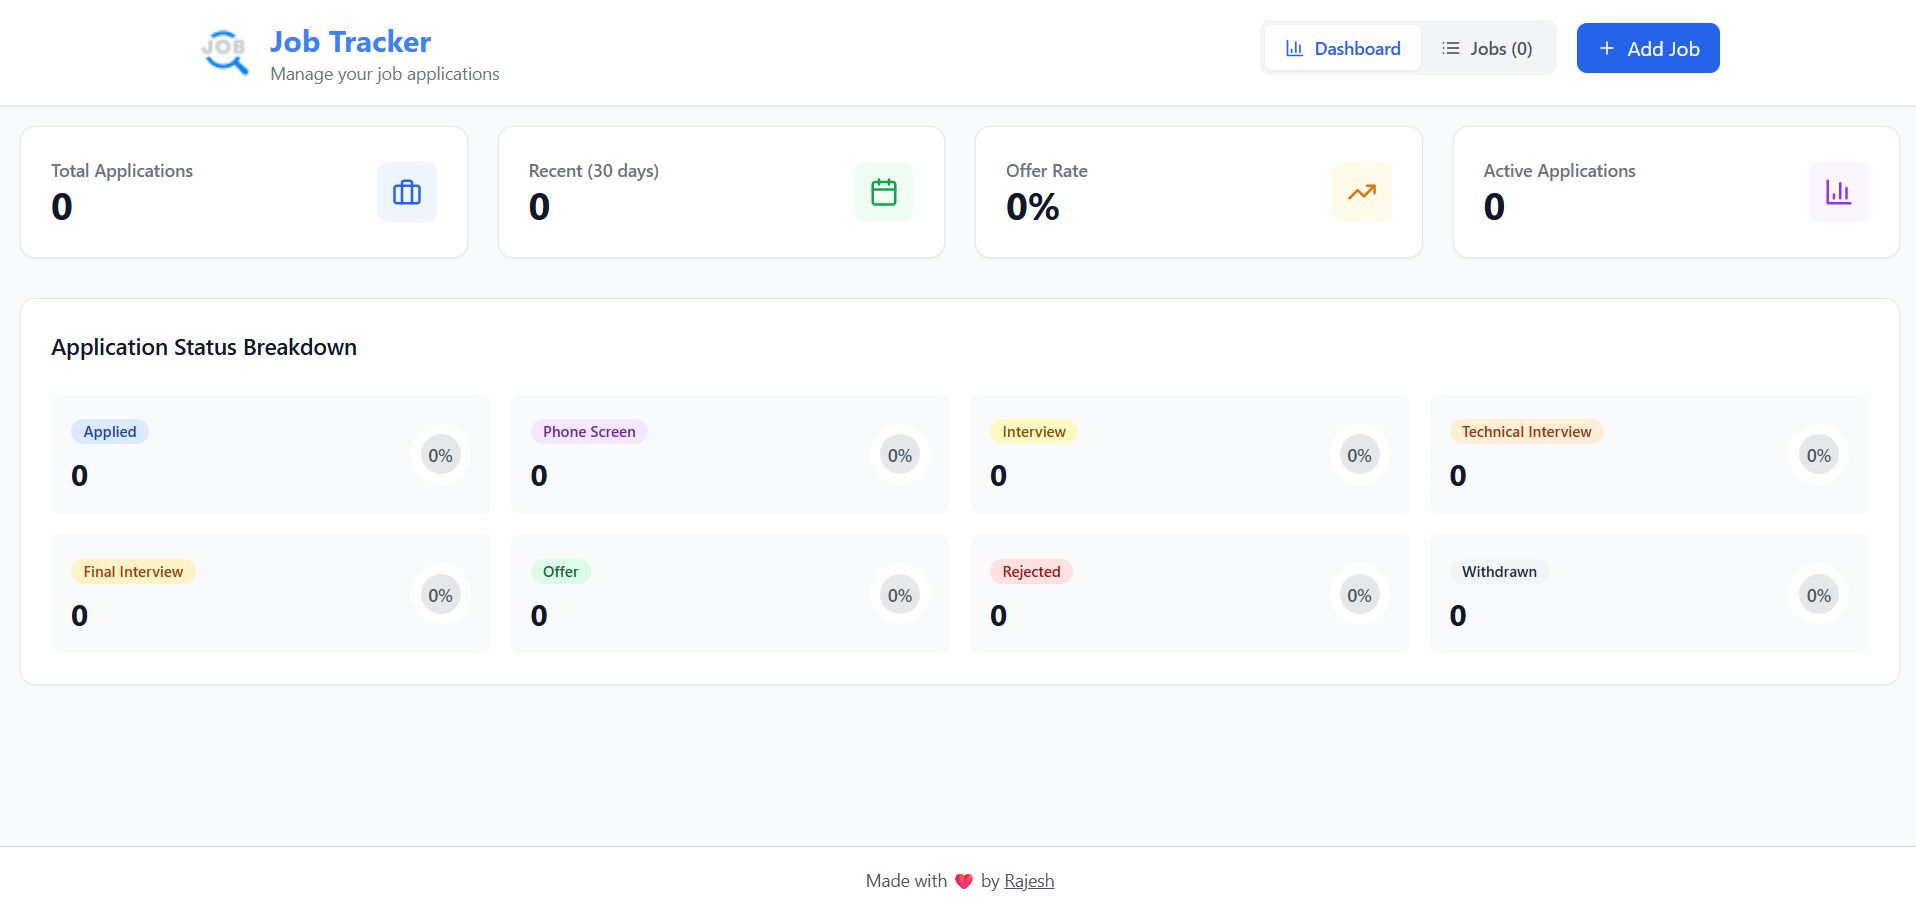 JOB
Job Tracker
Manage your job applications
Dashboard
Jobs (0)
Add Job
Total Applications
0
Recent (30 days)
0
Offer Rate
0%
Active Applications
0
Application Status Breakdown
Applied
0
0%
Phone Screen
0
0%
Interview
0
0%
Technical Interview
0
0%
Final Interview
0
0%
Offer
0
0%
Rejected
0
0%
Withdrawn
0
0%
Made with ❤️ by Rajesh